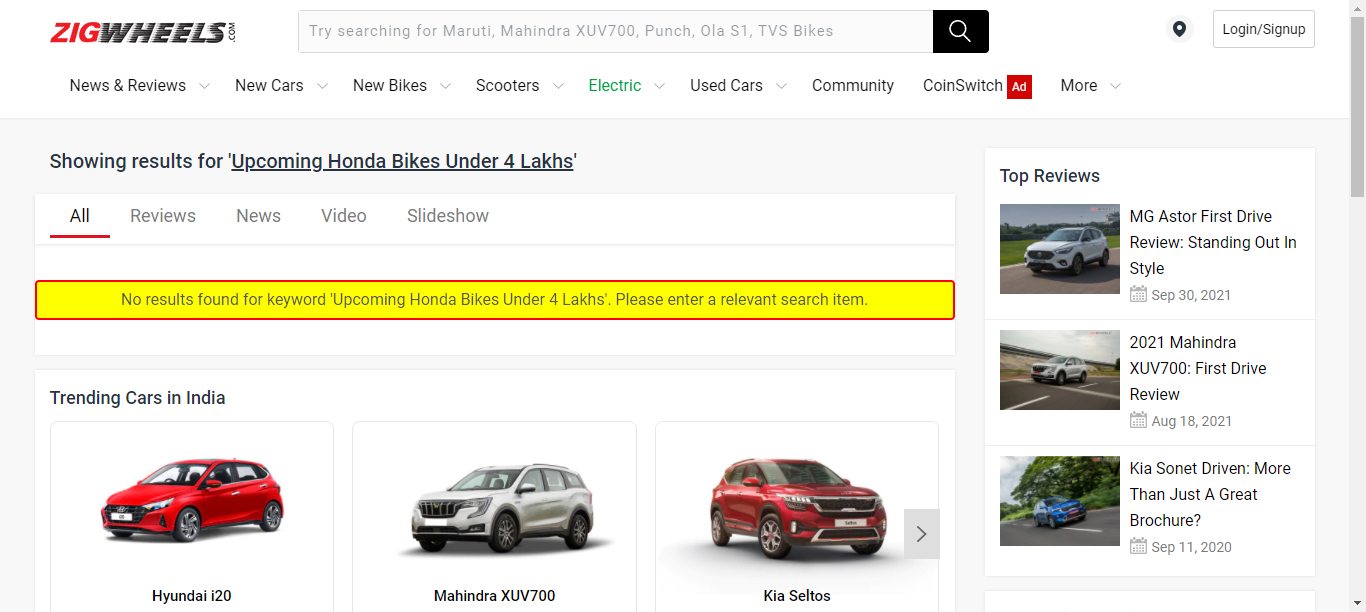 ZIGWHEELS.COM
Try searching for Maruti, Mahindra XUV700, Punch, Ola S1, TVS Bikes
Login/Signup
News & Reviews
New Cars
New Bikes
Scooters
Electric
Used Cars
Community
CoinSwitch Ad
More
Showing results for 'Upcoming Honda Bikes Under 4 Lakhs'
All
Reviews
News
Video
Slideshow
No results found for keyword 'Upcoming Honda Bikes Under 4 Lakhs'. Please enter a relevant search item.
Trending Cars in India
Hyundai i20
Mahindra XUV700
Seltos
Kia Seltos
Top Reviews
MG Astor First Drive
Review: Standing Out In
Style
Sep 30, 2021
2021 Mahindra
XUV700: First Drive
Review
Aug 18, 2021
Kia Sonet Driven: More
Than Just A Great
Brochure?
Sep 11, 2020